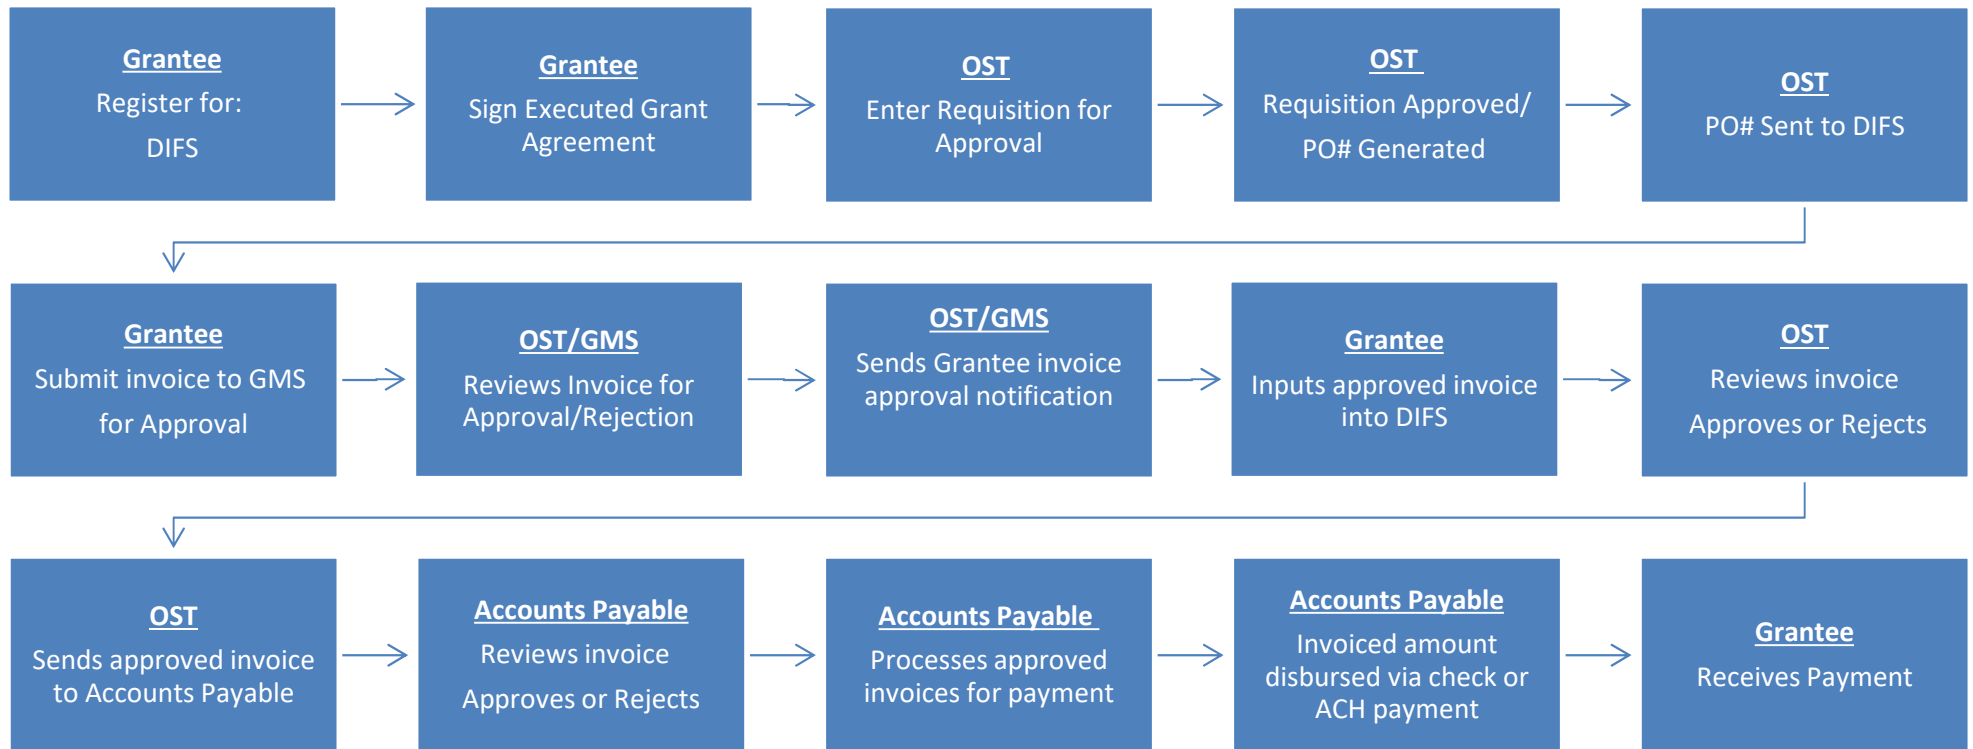 Grantee
Register for:
DIFS
Grantee
Sign Executed Grant
Agreement
OST
Enter Requisition for
Approval
OST
Requisition Approved/
PO# Generated
OST
PO# Sent to DIFS
Grantee
Submit invoice to GMS
for Approval
OST/GMS
Reviews Invoice for
Approval/Rejection
OST/GMS
Sends Grantee invoice
approval notification
Grantee
Inputs approved invoice
into DIFS
OST
Reviews invoice
Approves or Rejects
OST
Sends approved invoice
to Accounts Payable
Accounts Payable
Reviews invoice
Approves or Rejects
Accounts Payable
Processes approved
invoices for payment
Accounts Payable
Invoiced amount
disbursed via check or
ACH payment
Grantee
Receives Payment